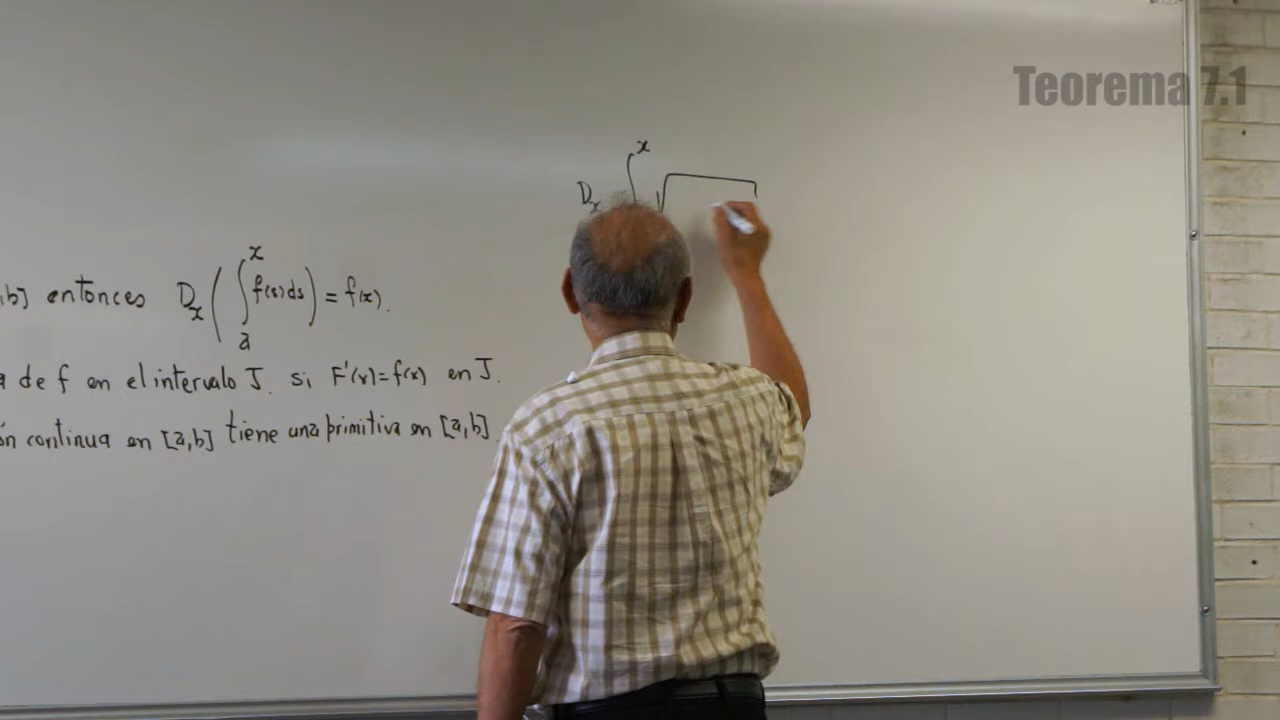 Teorema 7.1
D_x ∫^x √
,b] entonces D_x ( ∫_a^x f(s)ds ) = f(x).
a de f en el intervalo J. si F'(x)=f(x) en J.
ón continua en [a,b] tiene una primitiva en [a,b].